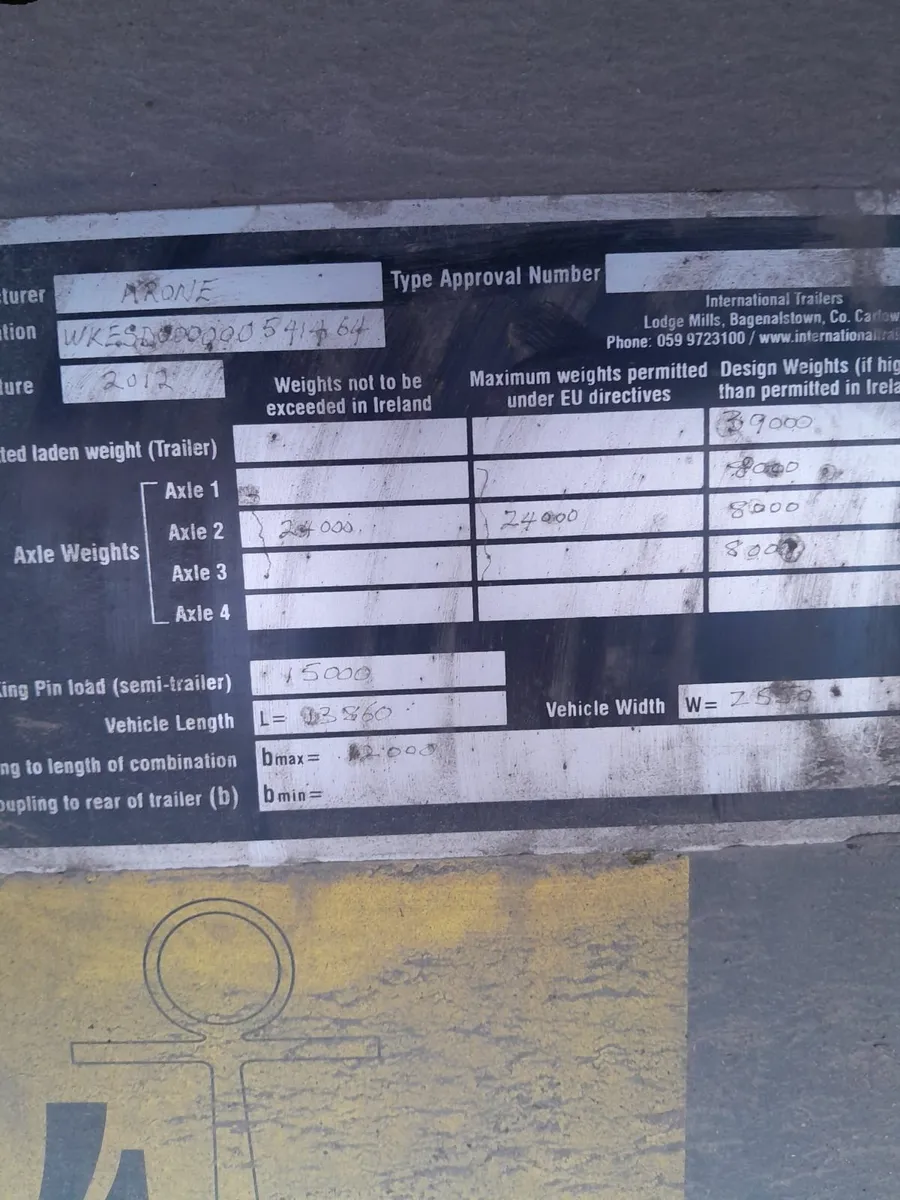 cturer KRONE Type Approval Number
International Trailers
ation WKESD000000541464 Lodge Mills, Bagenalstown, Co. Carlow
Phone: 059 9723100 / www.internationaltrai
ture 2012 Weights not to be exceeded in Ireland Maximum weights permitted under EU directives Design Weights (if hig than permitted in Irela
ted laden weight (Trailer) 39000
Axle 1 8000
Axle Weights Axle 2 24000 24000 8000
Axle 3 8000
Axle 4
King Pin load (semi-trailer) 15000
Vehicle Length L= 13860 Vehicle Width W= 2550
ng to length of combination bmax= 12000
oupling to rear of trailer (b) bmin=